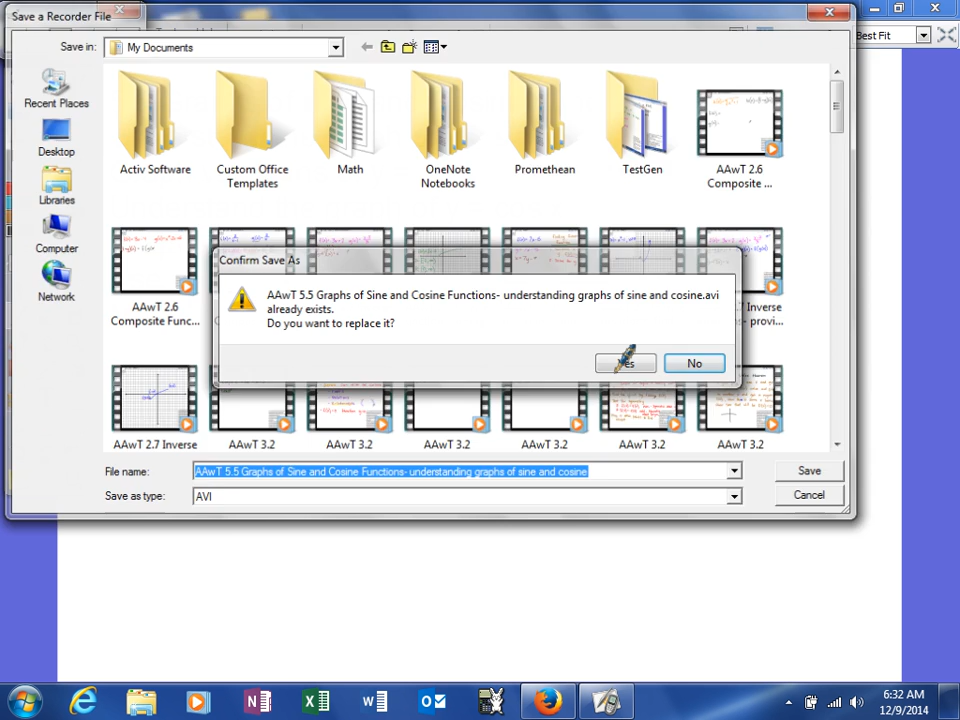 Save a Recorder File
Best Fit
Save in:
My Documents
Recent Places
Desktop
Libraries
Computer
Network
Activ Software
Custom Office
Templates
Math
OneNote
Notebooks
Promethean
TestGen
AAwT 2.6
Composite ...
AAwT 2.6
Composite Func...
Inverse
- provi...
Confirm Save As
AAwT 5.5 Graphs of Sine and Cosine Functions- understanding graphs of sine and cosine.avi
already exists.
Do you want to replace it?
Yes
No
AAwT 2.7 Inverse
AAwT 3.2
AAwT 3.2
AAwT 3.2
AAwT 3.2
AAwT 3.2
AAwT 3.2
File name:
AAwT 5.5 Graphs of Sine and Cosine Functions- understanding graphs of sine and cosine
Save
Save as type:
AVI
Cancel
6:32 AM
12/9/2014